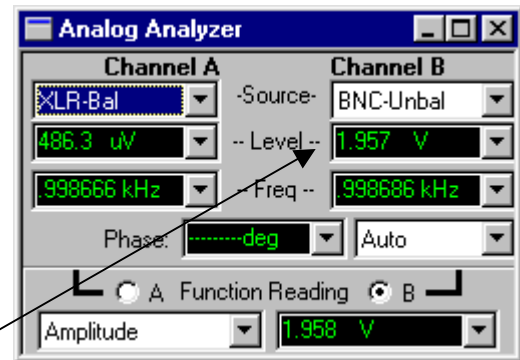 Analog Analyzer
Channel A Channel B
XLR-Bal -Source- BNC-Unbal
486.3 uV -- Level -- 1.957 V
.998666 kHz -- Freq -- .998686 kHz
Phase: --------deg Auto
A Function Reading B
Amplitude 1.958 V